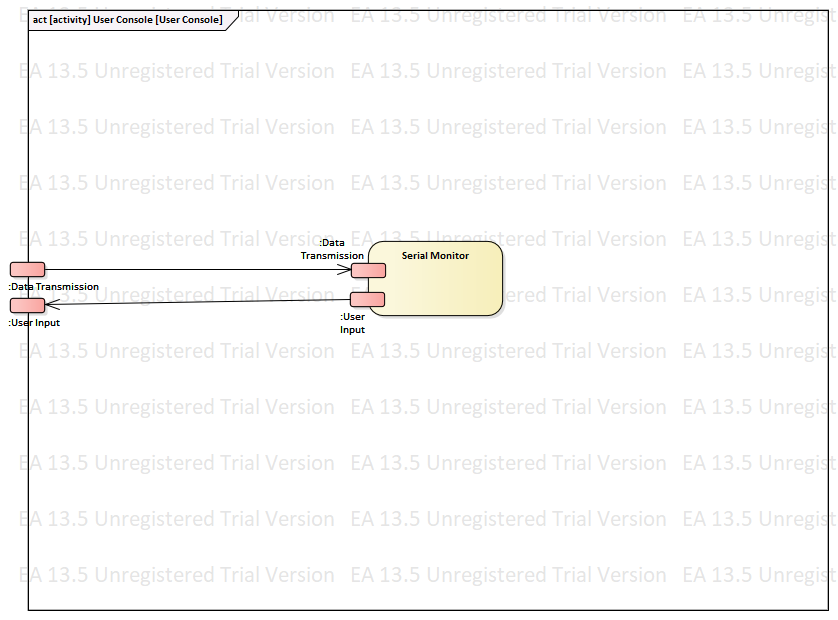 act [activity] User Console [User Console]
EA 13.5 Unregistered Trial Version EA 13.5 Unregistered Trial Version EA 13.5 Unregist
EA 13.5 Unregistered Trial Version EA 13.5 Unregistered Trial Version EA 13.5 Unregist
EA 13.5 Unregistered Trial Version EA 13.5 Unregistered Trial Version EA 13.5 Unregist
EA 13.5 Unregistered Trial Version EA 13.5 Unregistered Trial Version EA 13.5 Unregist
EA 13.5 Unregistered Trial Version EA 13.5 Unregistered Trial Version EA 13.5 Unregist
:Data
Transmission
Serial Monitor
:Data Transmission
EA 13.5 Unregistered Trial Version EA 13.5 Unregistered Trial Version EA 13.5 Unregist
:User Input
:User
Input
EA 13.5 Unregistered Trial Version EA 13.5 Unregistered Trial Version EA 13.5 Unregist
EA 13.5 Unregistered Trial Version EA 13.5 Unregistered Trial Version EA 13.5 Unregist
EA 13.5 Unregistered Trial Version EA 13.5 Unregistered Trial Version EA 13.5 Unregist
EA 13.5 Unregistered Trial Version EA 13.5 Unregistered Trial Version EA 13.5 Unregist
EA 13.5 Unregistered Trial Version EA 13.5 Unregistered Trial Version EA 13.5 Unregist